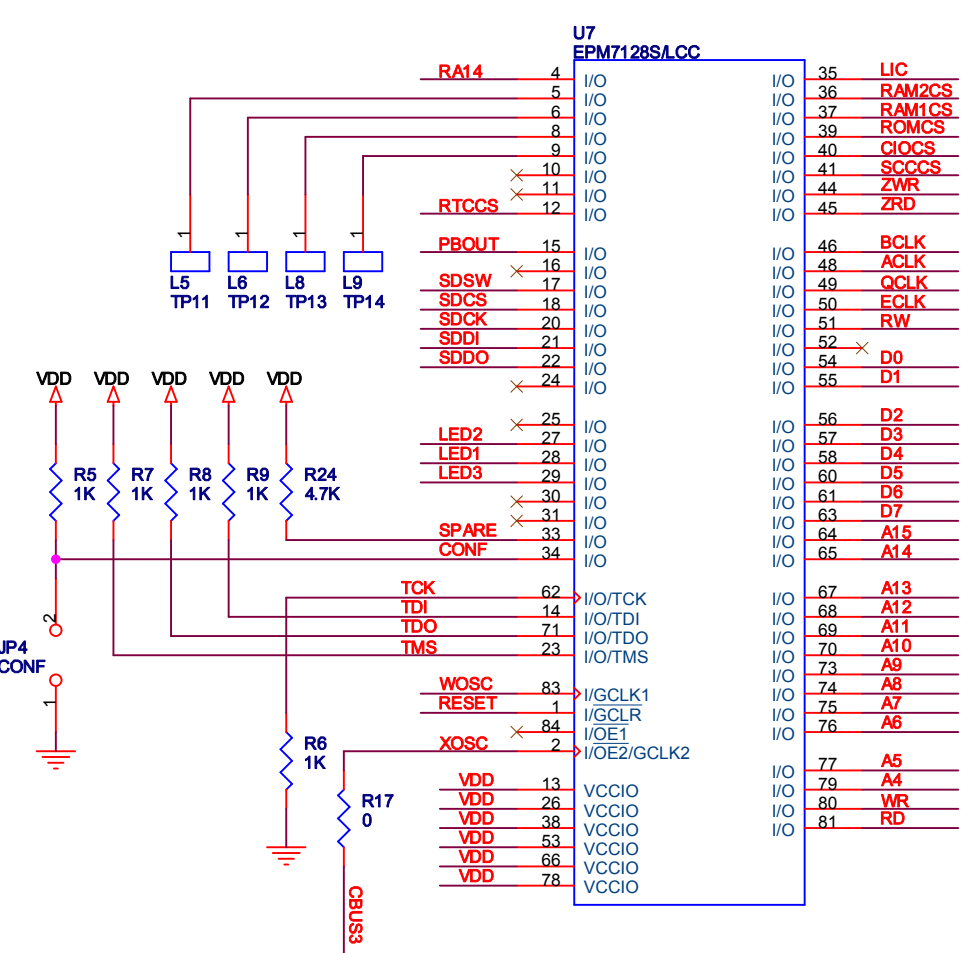 U7
EPM7128S/LCC
RA14 4 I/O I/O 35 LIC
5 I/O I/O 36 RAM2CS
6 I/O I/O 37 RAM1CS
8 I/O I/O 39 ROMCS
9 I/O I/O 40 CIOCS
10 I/O I/O 41 SCCCS
11 I/O I/O 44 ZWR
RTCCS 12 I/O I/O 45 ZRD
1 1 1 1
PBOUT 15 I/O I/O 46 BCLK
16 I/O I/O 48 ACLK
SDSW 17 I/O I/O 49 QCLK
SDCS 18 I/O I/O 50 ECLK
SDCK 20 I/O I/O 51 RW
SDDI 21 I/O I/O 52
SDDO 22 I/O I/O 54 D0
24 I/O I/O 55 D1
L5 L6 L8 L9
TP11 TP12 TP13 TP14
VDD VDD VDD VDD VDD
25 I/O I/O 56 D2
LED2 27 I/O I/O 57 D3
LED1 28 I/O I/O 58 D4
LED3 29 I/O I/O 60 D5
30 I/O I/O 61 D6
31 I/O I/O 63 D7
SPARE 33 I/O I/O 64 A15
CONF 34 I/O I/O 65 A14
R5 R7 R8 R9 R24
1K 1K 1K 1K 4.7K
TCK 62 I/O/TCK I/O 67 A13
TDI 14 I/O/TDI I/O 68 A12
TDO 71 I/O/TDO I/O 69 A11
TMS 23 I/O/TMS I/O 70 A10
I/O 73 A9
2
JP4
CONF
1
WOSC 83 I/GCLK1 I/O 74 A8
RESET 1 I/GCLR I/O 75 A7
84 I/OE1 I/O 76 A6
XOSC 2 I/OE2/GCLK2
R6
1K
VDD 13 VCCIO I/O 77 A5
VDD 26 VCCIO I/O 79 A4
VDD 38 VCCIO I/O 80 WR
VDD 53 VCCIO I/O 81 RD
VDD 66 VCCIO
VDD 78 VCCIO
R17
0
CBUS3